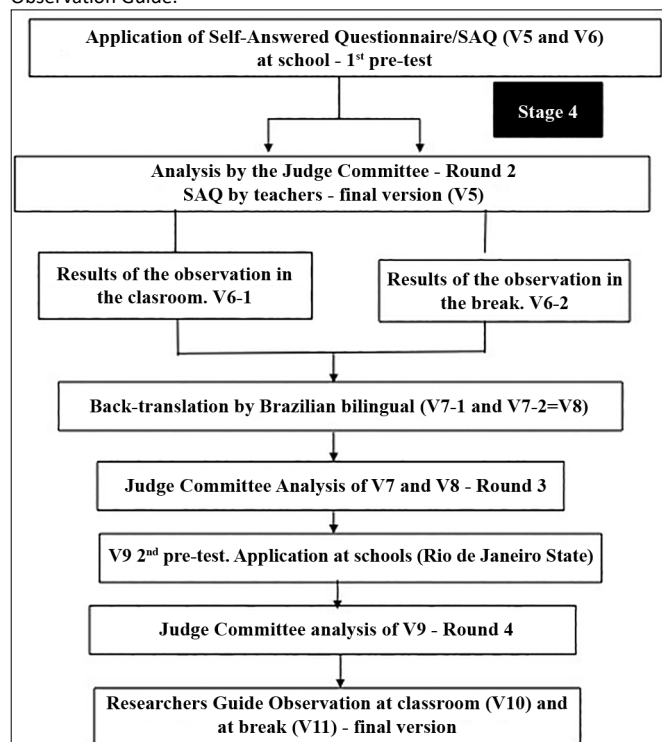 Observation Guide.
Application of Self-Answered Questionnaire/SAQ (V5 and V6)
at school - 1st pre-test
Stage 4
Analysis by the Judge Committee - Round 2
SAQ by teachers - final version (V5)
Results of the observation in
the clasroom. V6-1
Results of the observation in
the break. V6-2
Back-translation by Brazilian bilingual (V7-1 and V7-2=V8)
Judge Committee Analysis of V7 and V8 - Round 3
V9 2nd pre-test. Application at schools (Rio de Janeiro State)
Judge Committee analysis of V9 - Round 4
Researchers Guide Observation at classroom (V10) and
at break (V11) - final version